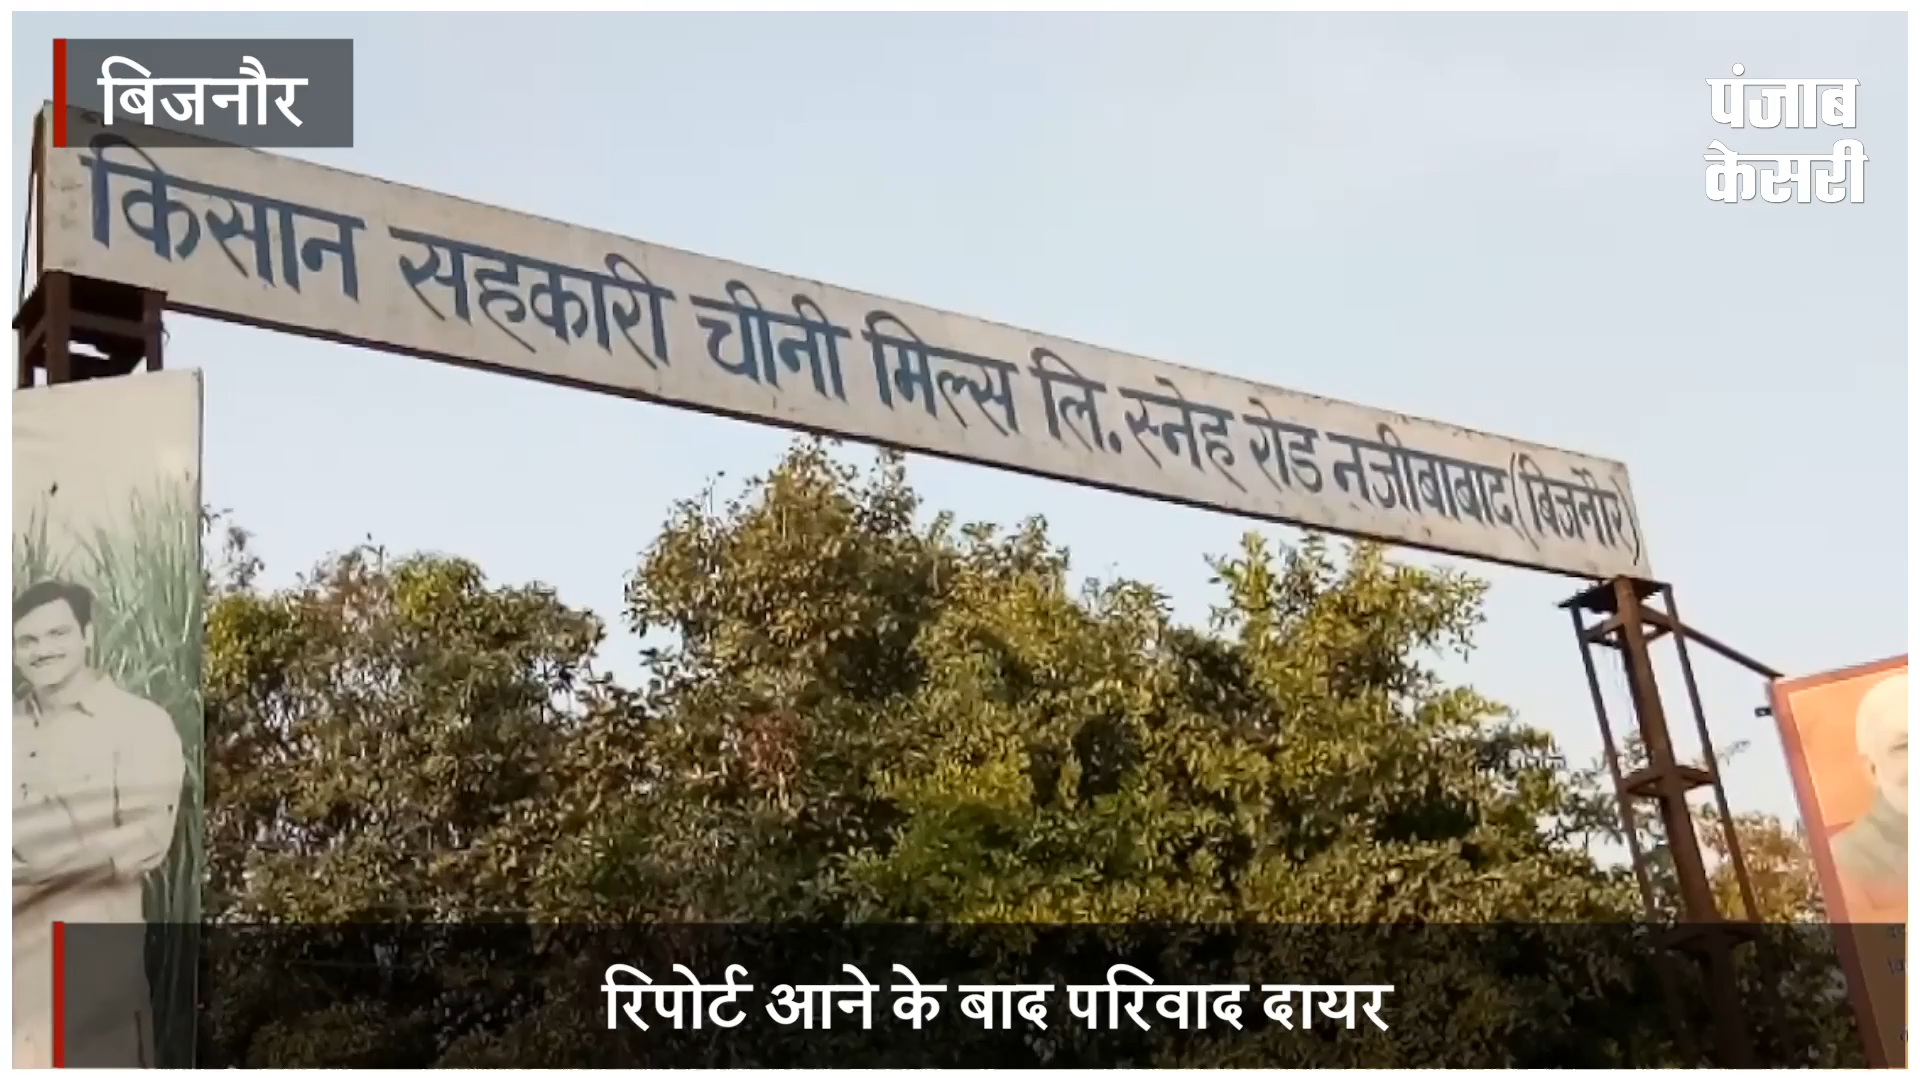 बिजनौर
पंजाब
केसरी
किसान सहकारी चीनी मिल्स लि. स्नेह रोड नजीबाबाद (बिजनौर)
रिपोर्ट आने के बाद परिवाद दायर